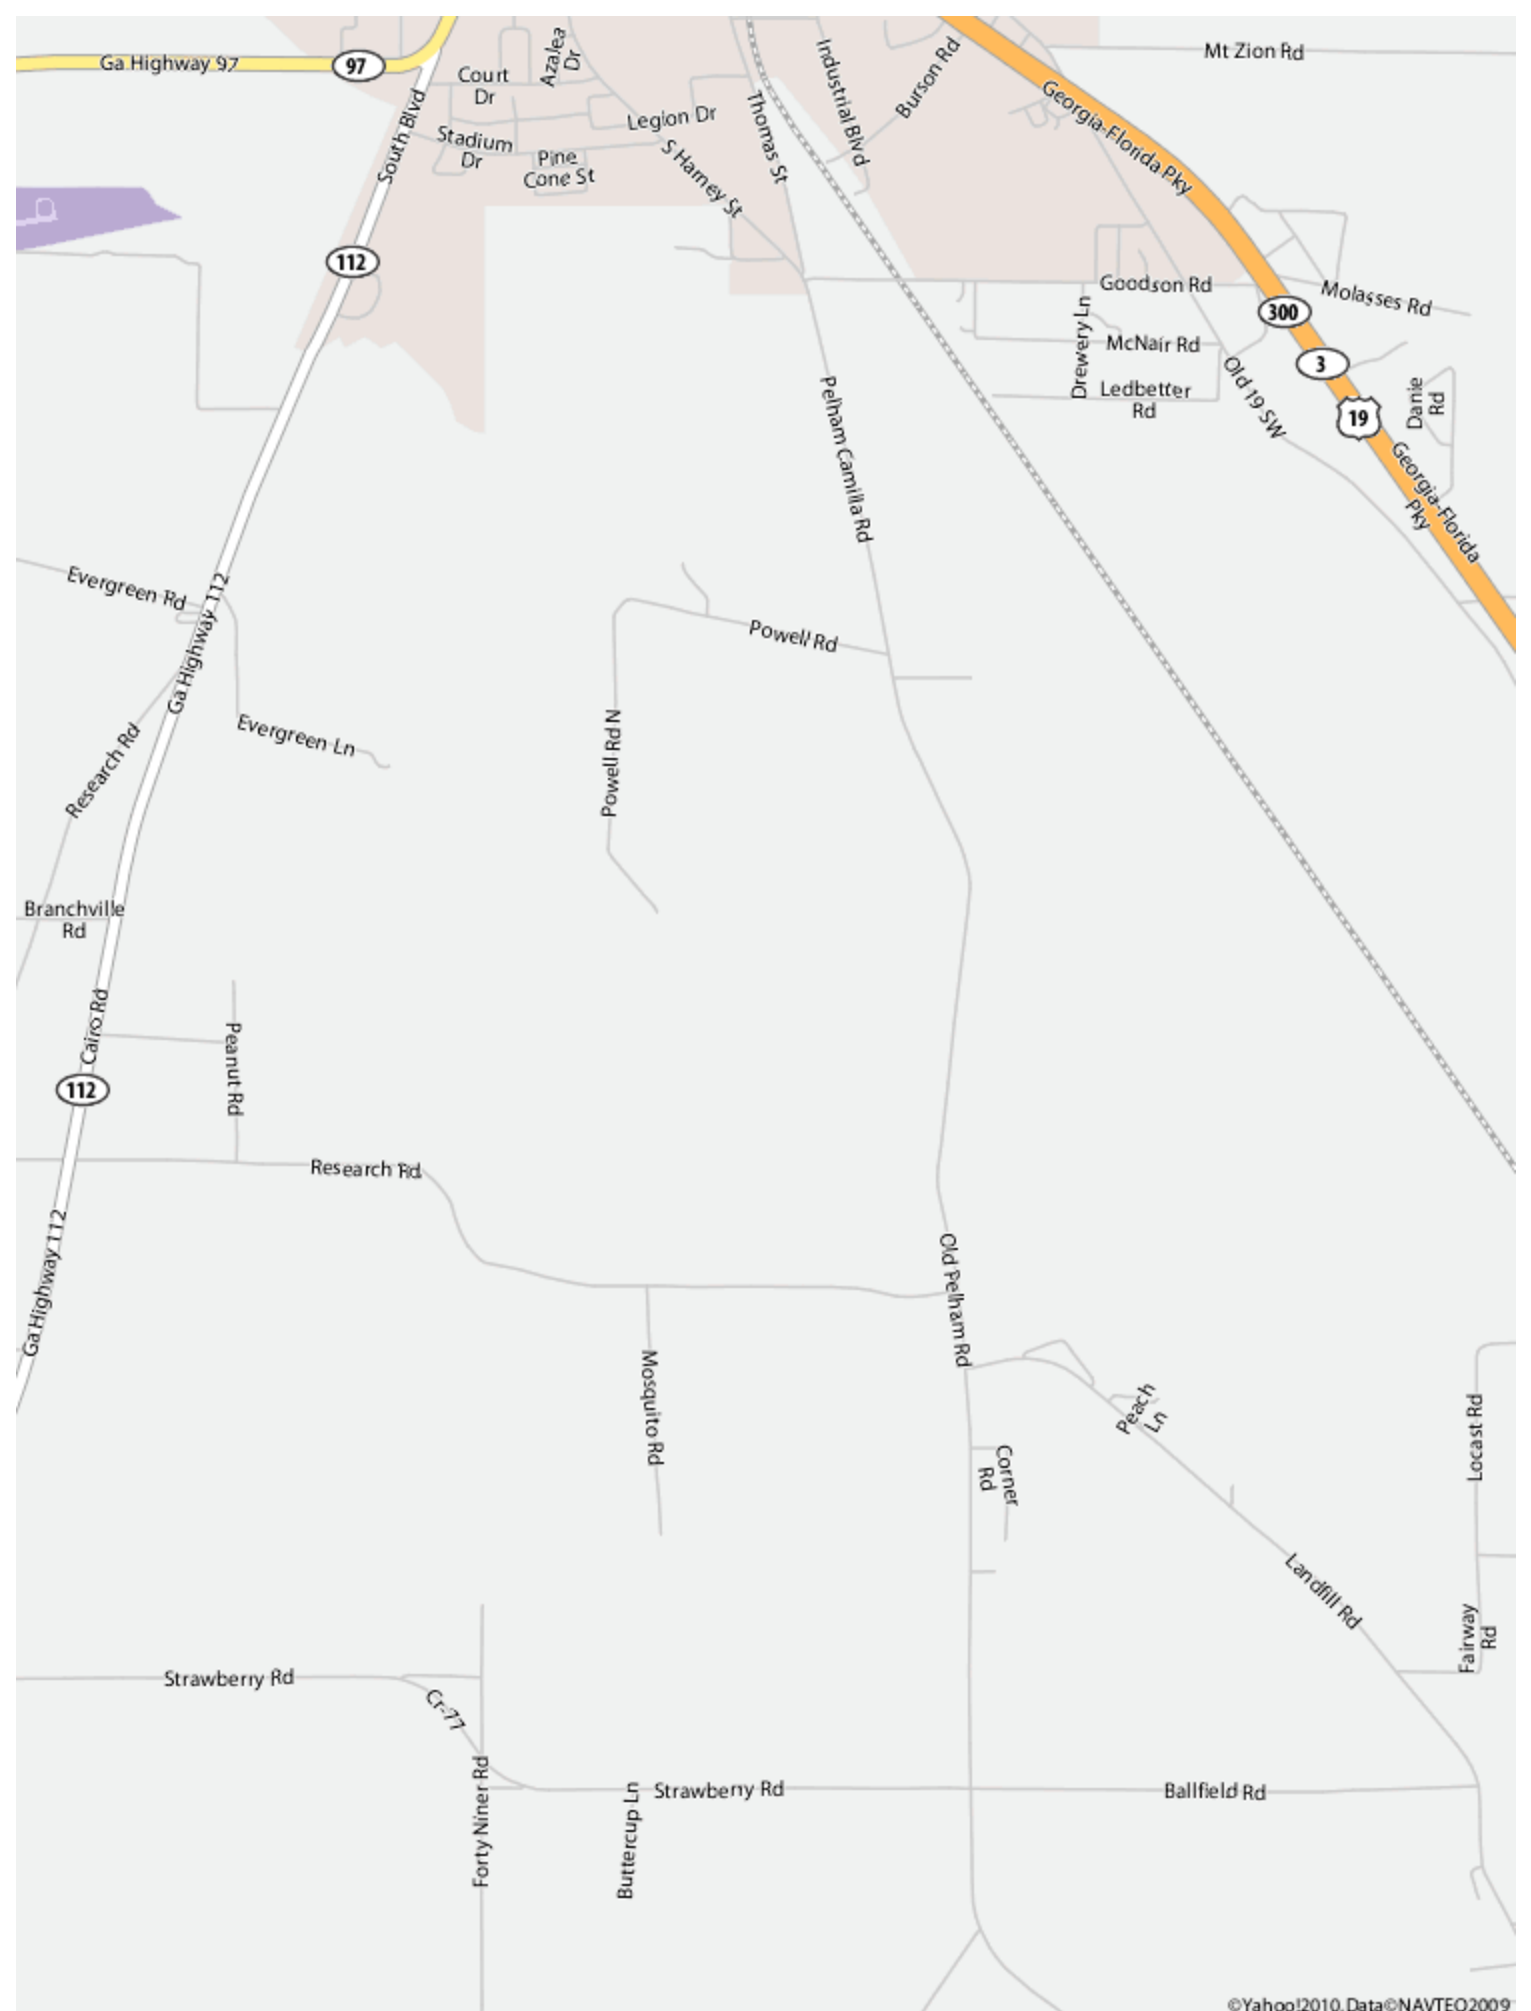 Mt Zion Rd
Ga Highway 97
97
Azalea
Dr
Court
Dr
Industrial Blvd
Burson Rd
Georgia-Florida Pky
South Blvd
Legion Dr
Thomas St
Stadium
Dr
Pine
Cone St
S Harney St
112
Goodson Rd
Molasses Rd
300
Drewery Ln
McNair Rd
3
Old 19 SW
Ledbetter
Rd
Danie
Rd
19
Pelham Camilla Rd
Georgia-Florida
Pky
Evergreen Rd
Ga Highway 112
Powell Rd
Powell Rd N
Evergreen Ln
Research Rd
Branchville
Rd
Cairo Rd
Peanut Rd
112
Research Rd
Ga Highway 112
Old Pelham Rd
Mosquito Rd
Peach
Ln
Locast Rd
Corner
Rd
Landfill Rd
Fairway
Rd
Strawberry Rd
Cr-77
Forty Niner Rd
Buttercup Ln
Strawberry Rd
Ballfield Rd
©Yahoo!2010, Data©NAVTEQ2009